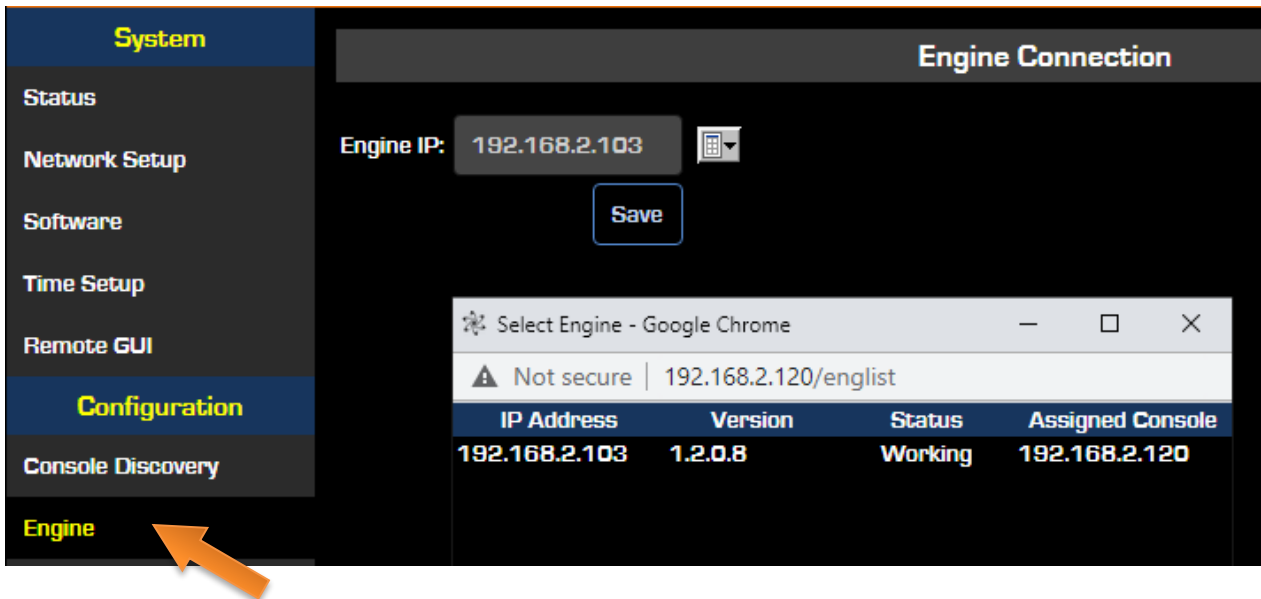 System
Status
Network Setup
Software
Time Setup
Remote GUI
Configuration
Console Discovery
Engine
Engine Connection
Engine IP: 192.168.2.103
Save
Select Engine - Google Chrome
Not secure | 192.168.2.120/englist
IP Address Version Status Assigned Console
192.168.2.103 1.2.0.8 Working 192.168.2.120